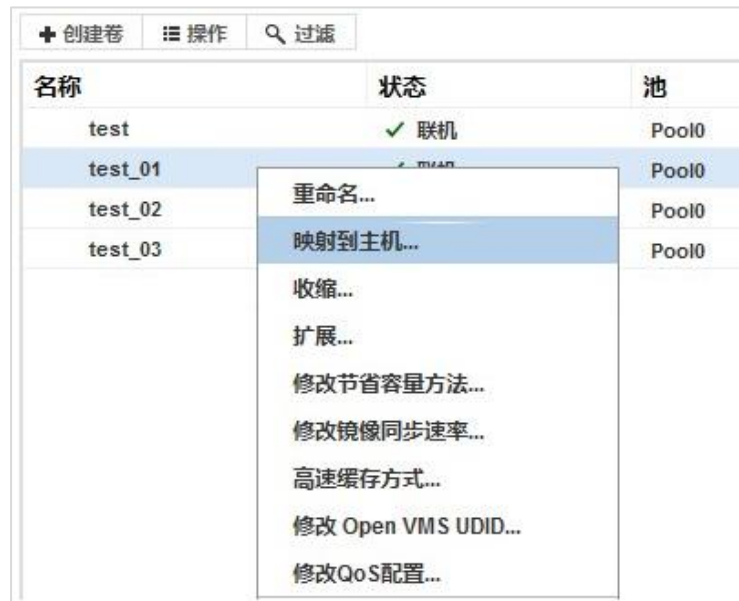 创建卷 操作 过滤
名称 状态 池
test 联机 Pool0
test_01 Pool0
test_02 Pool0
test_03 Pool0
重命名...
映射到主机...
收缩...
扩展...
修改节省容量方法...
修改镜像同步速率...
高速缓存方式...
修改 Open VMS UDID...
修改QoS配置...